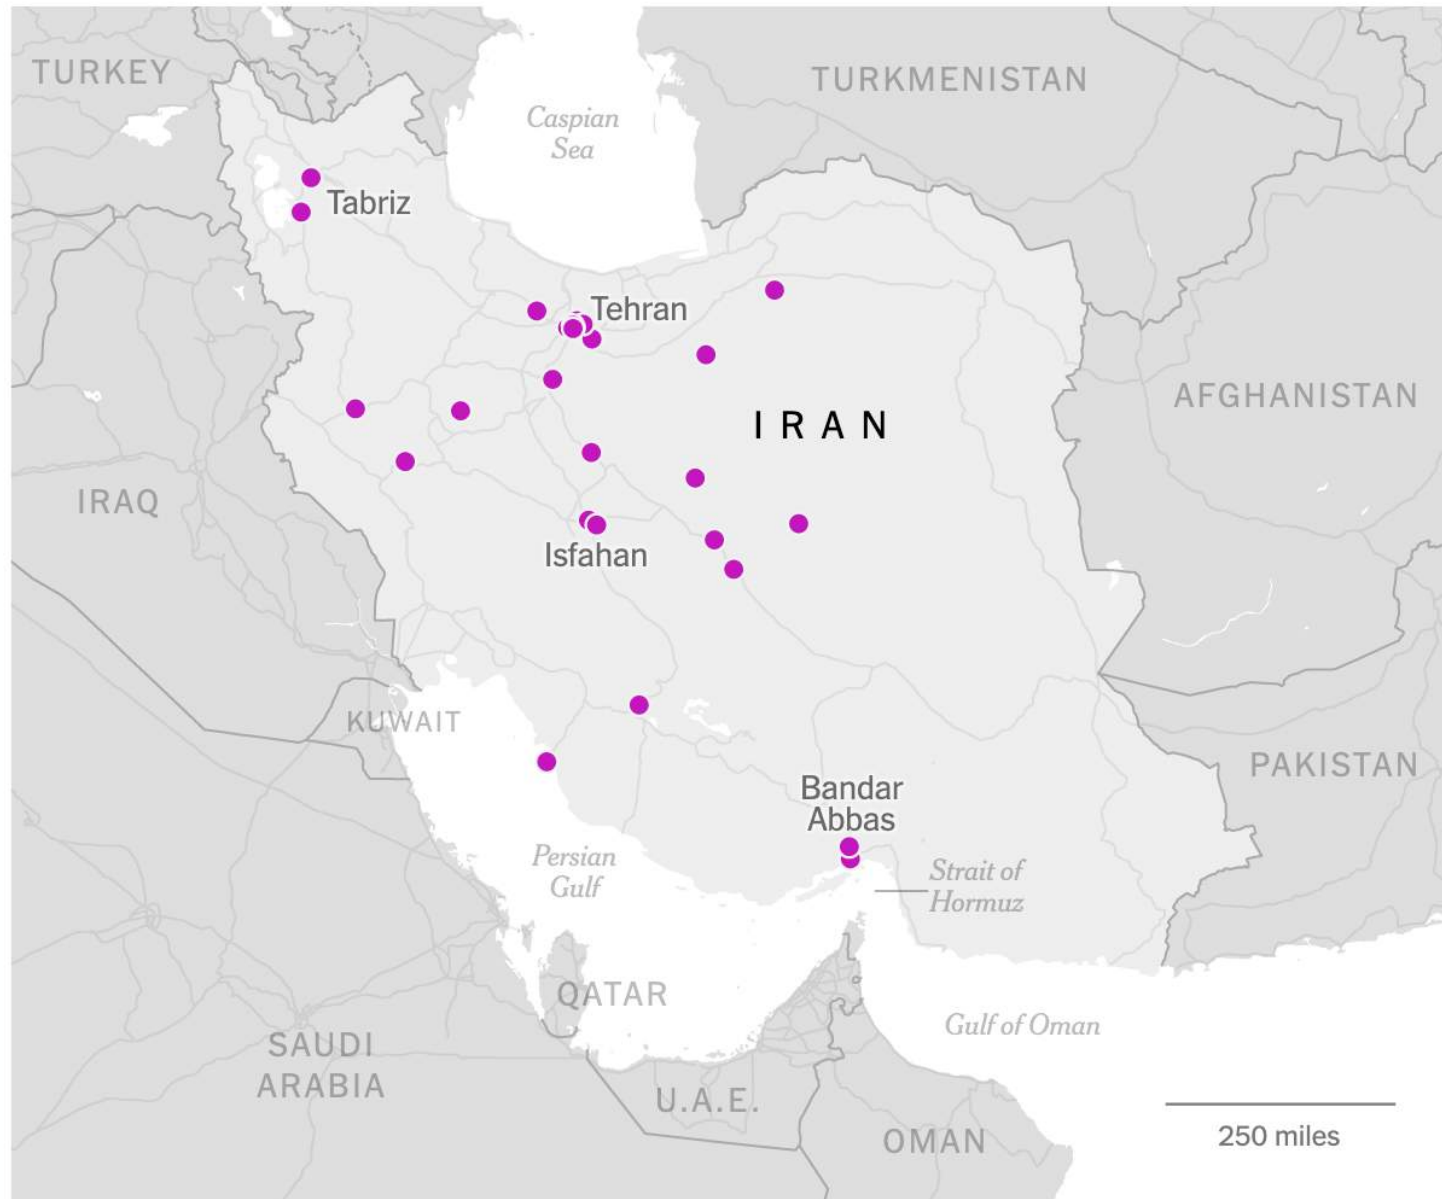 TURKEY
TURKMENISTAN
Caspian
Sea
Tabriz
Tehran
AFGHANISTAN
IRAN
IRAQ
Isfahan
KUWAIT
PAKISTAN
Bandar
Abbas
Persian
Gulf
Strait of
Hormuz
QATAR
Gulf of Oman
SAUDI
ARABIA
U.A.E.
OMAN
250 miles